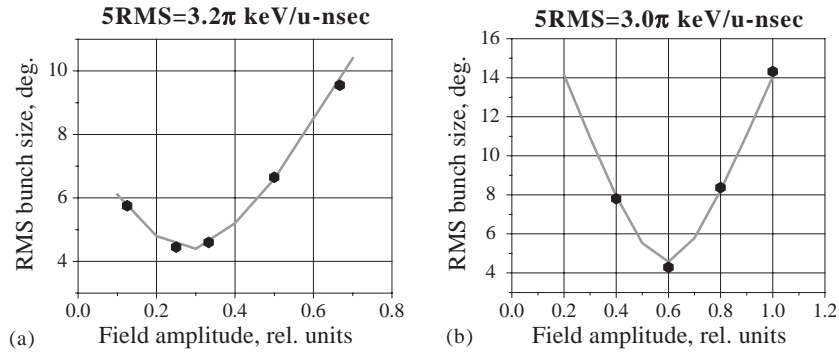 5RMS=3.2π keV/u-nsec
RMS bunch size, deg.
10
8
6
4
0.0 0.2 0.4 0.6 0.8
(a) Field amplitude, rel. units
5RMS=3.0π keV/u-nsec
RMS bunch size, deg.
16
14
12
10
8
6
4
0.0 0.2 0.4 0.6 0.8 1.0 1.2
(b) Field amplitude, rel. units